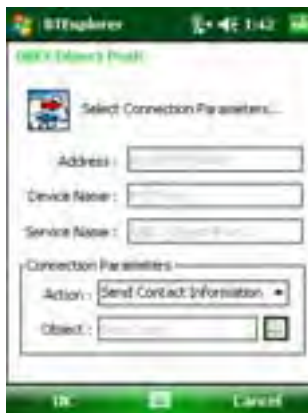 BTExplorer 1:42
OBEX Object Push
Select Connection Parameters...
Address :
Device Name :
Service Name :
Connection Parameters
Action : Send Contact Information
Object :
OK Cancel